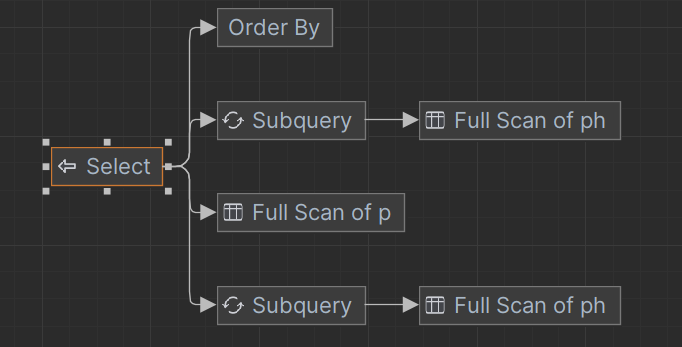 Order By
Subquery
Full Scan of ph
Select
Full Scan of p
Subquery
Full Scan of ph